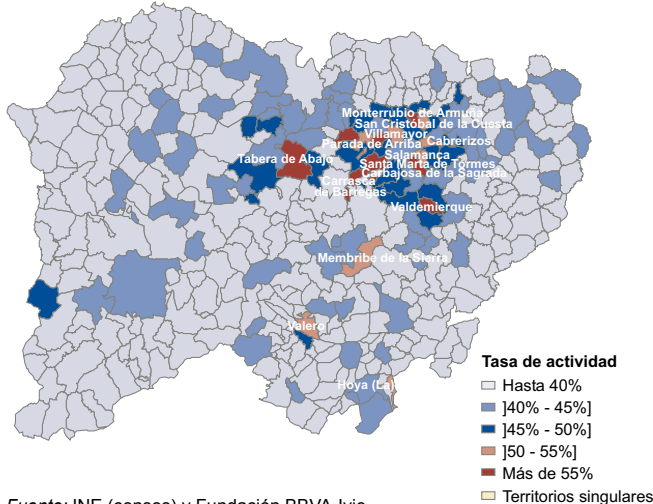 Monterrubio de Armuña
San Cristóbal de la Cuesta
Villamayor
Cabrerizos
Parada de Arriba
Salamanca
Tabera de Abajo
Santa Marta de Tormes
Carbajosa de la Sagrada
Carrasca
de Barregas
Valdemierque
Membribe de la Sierra
Valero
Hoya (La)
Tasa de actividad
Hasta 40%
]40% - 45%]
]45% - 50%]
]50 - 55%]
Más de 55%
Territorios singulares
Fuente: INE (censos) y Fundación BBVA-Ivie